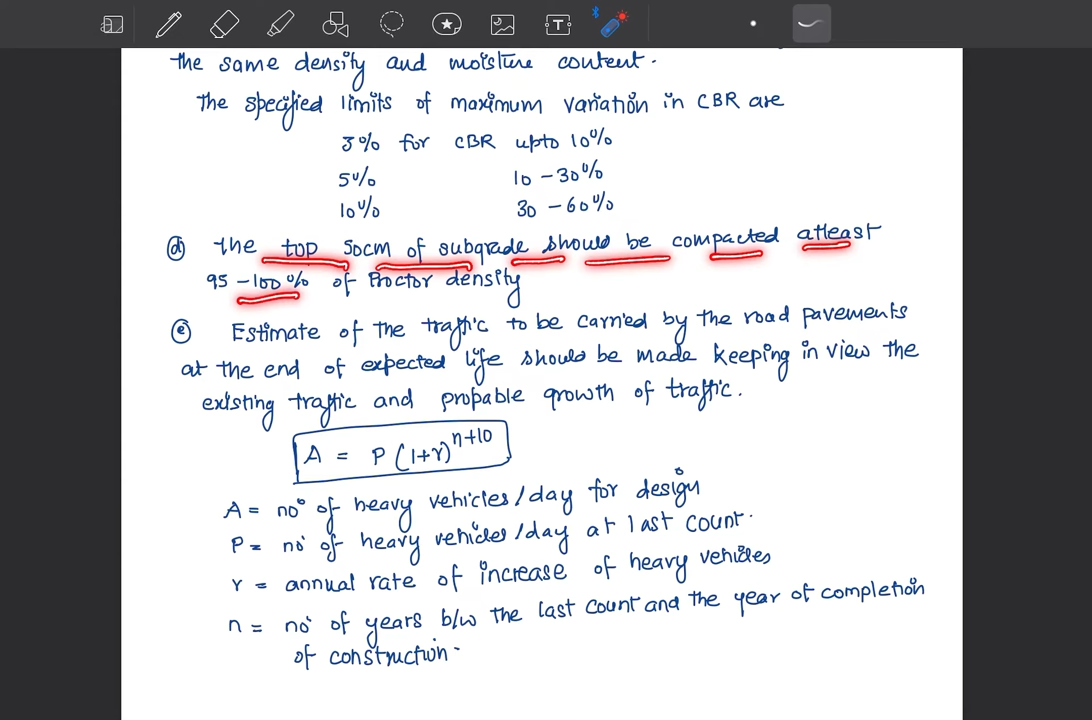 the same density and moisture content.
The specified limits of maximum variation in CBR are
3% for CBR upto 10%
5% 10 - 30%
10% 30 - 60%
(d) The top 50cm of subgrade should be compacted atleast
95 - 100% of Proctor density
(e) Estimate of the traffic to be carried by the road pavements
at the end of expected life should be made keeping in view the
existing traffic and propable growth of traffic.
A = P (1+r)^{n+10}
A = no° of heavy vehicles/day for design
P = no. of heavy vehicles/day at last count.
r = annual rate of increase of heavy vehicles
n = no. of years b/w the last count and the year of completion
of construction.